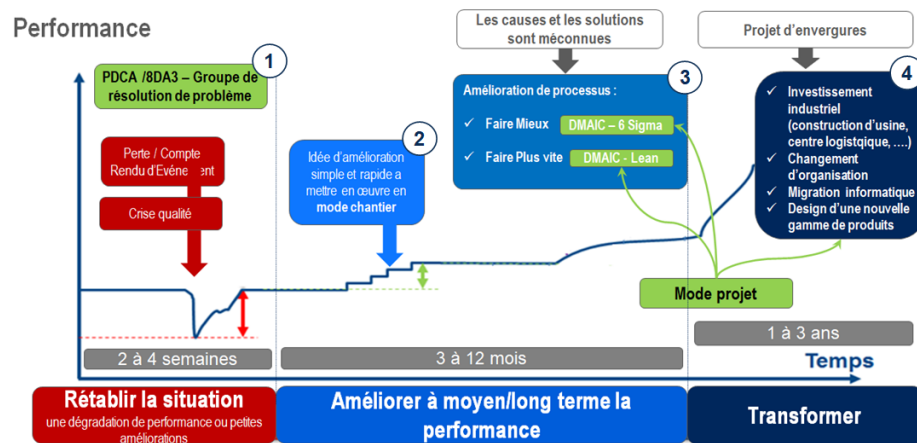 Performance
PDCA /8DA3 – Groupe de
résolution de problème
1
Perte / Compte
Rendu d'Evénement
Crise qualité
2
Idée d'amélioration
simple et rapide a
mettre en œuvre en
mode chantier
Les causes et les solutions
sont méconnues
3
Amélioration de processus :
✓ Faire Mieux
DMAIC – 6 Sigma
✓ Faire Plus vite
DMAIC - Lean
Projet d'envergures
4
✓ Investissement
industriel
(construction d'usine,
centre logistqique, ....)
✓ Changement
d'organisation
✓ Migration informatique
✓ Design d'une nouvelle
gamme de produits
Mode projet
2 à 4 semaines
3 à 12 mois
1 à 3 ans
Temps
Rétablir la situation
une dégradation de performance ou petites
améliorations
Améliorer à moyen/long terme la
performance
Transformer